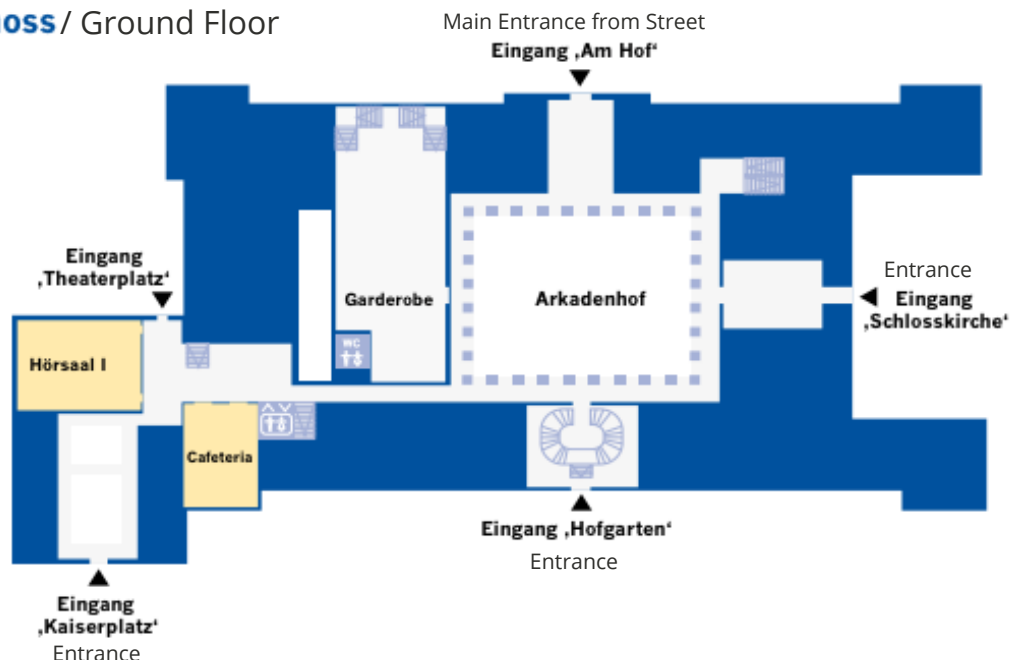 oss / Ground Floor
Main Entrance from Street
Eingang ‚Am Hof‘
Eingang
‚Theaterplatz‘
Garderobe
Arkadenhof
Entrance
Eingang
‚Schlosskirche‘
WC
Hörsaal I
Cafeteria
Eingang ‚Hofgarten‘
Entrance
Eingang
‚Kaiserplatz‘
Entrance